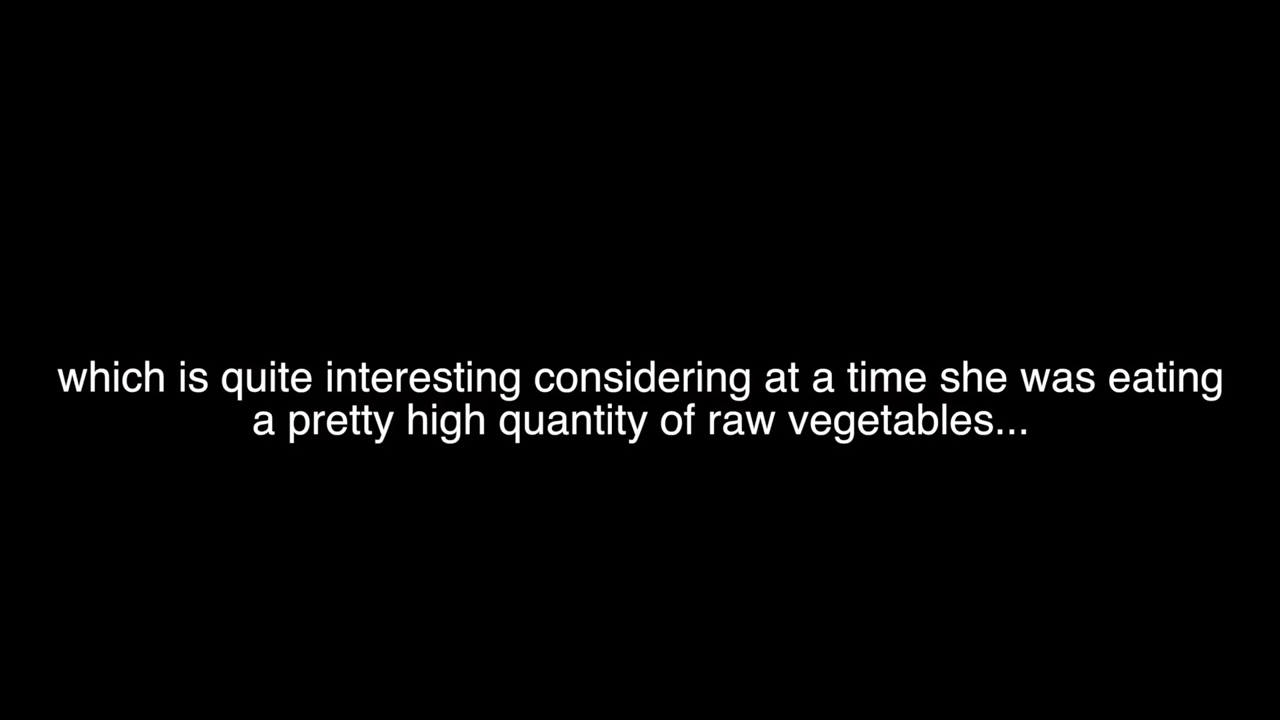 which is quite interesting considering at a time she was eating
a pretty high quantity of raw vegetables...